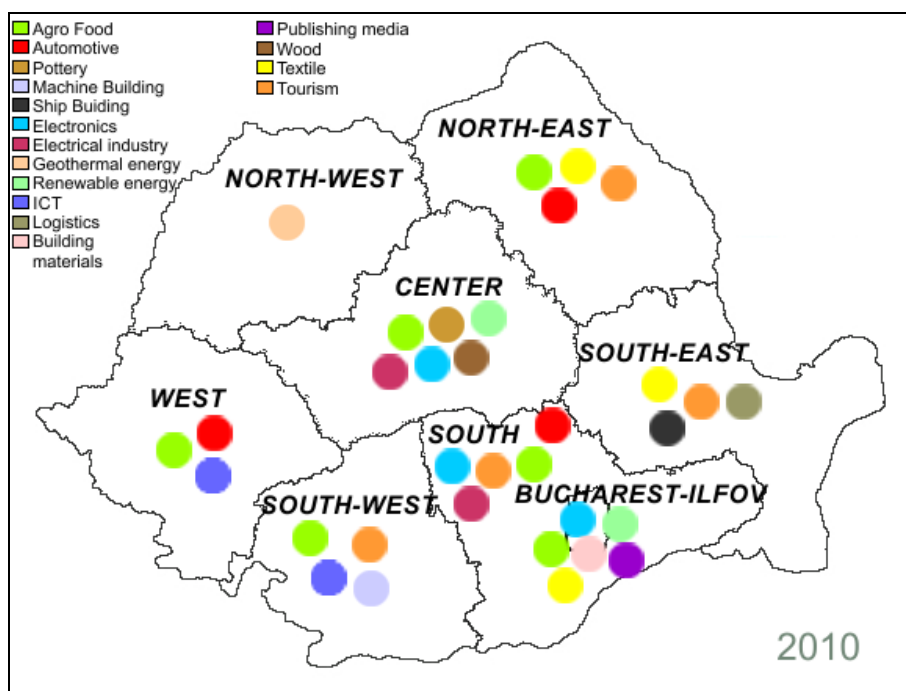 Agro Food
Automotive
Pottery
Machine Building
Ship Buiding
Electronics
Electrical industry
Geothermal energy
Renewable energy
ICT
Logistics
Building
materials
Publishing media
Wood
Textile
Tourism
NORTH-EAST
NORTH-WEST
CENTER
SOUTH-EAST
WEST
SOUTH
BUCHAREST-ILFOV
SOUTH-WEST
2010